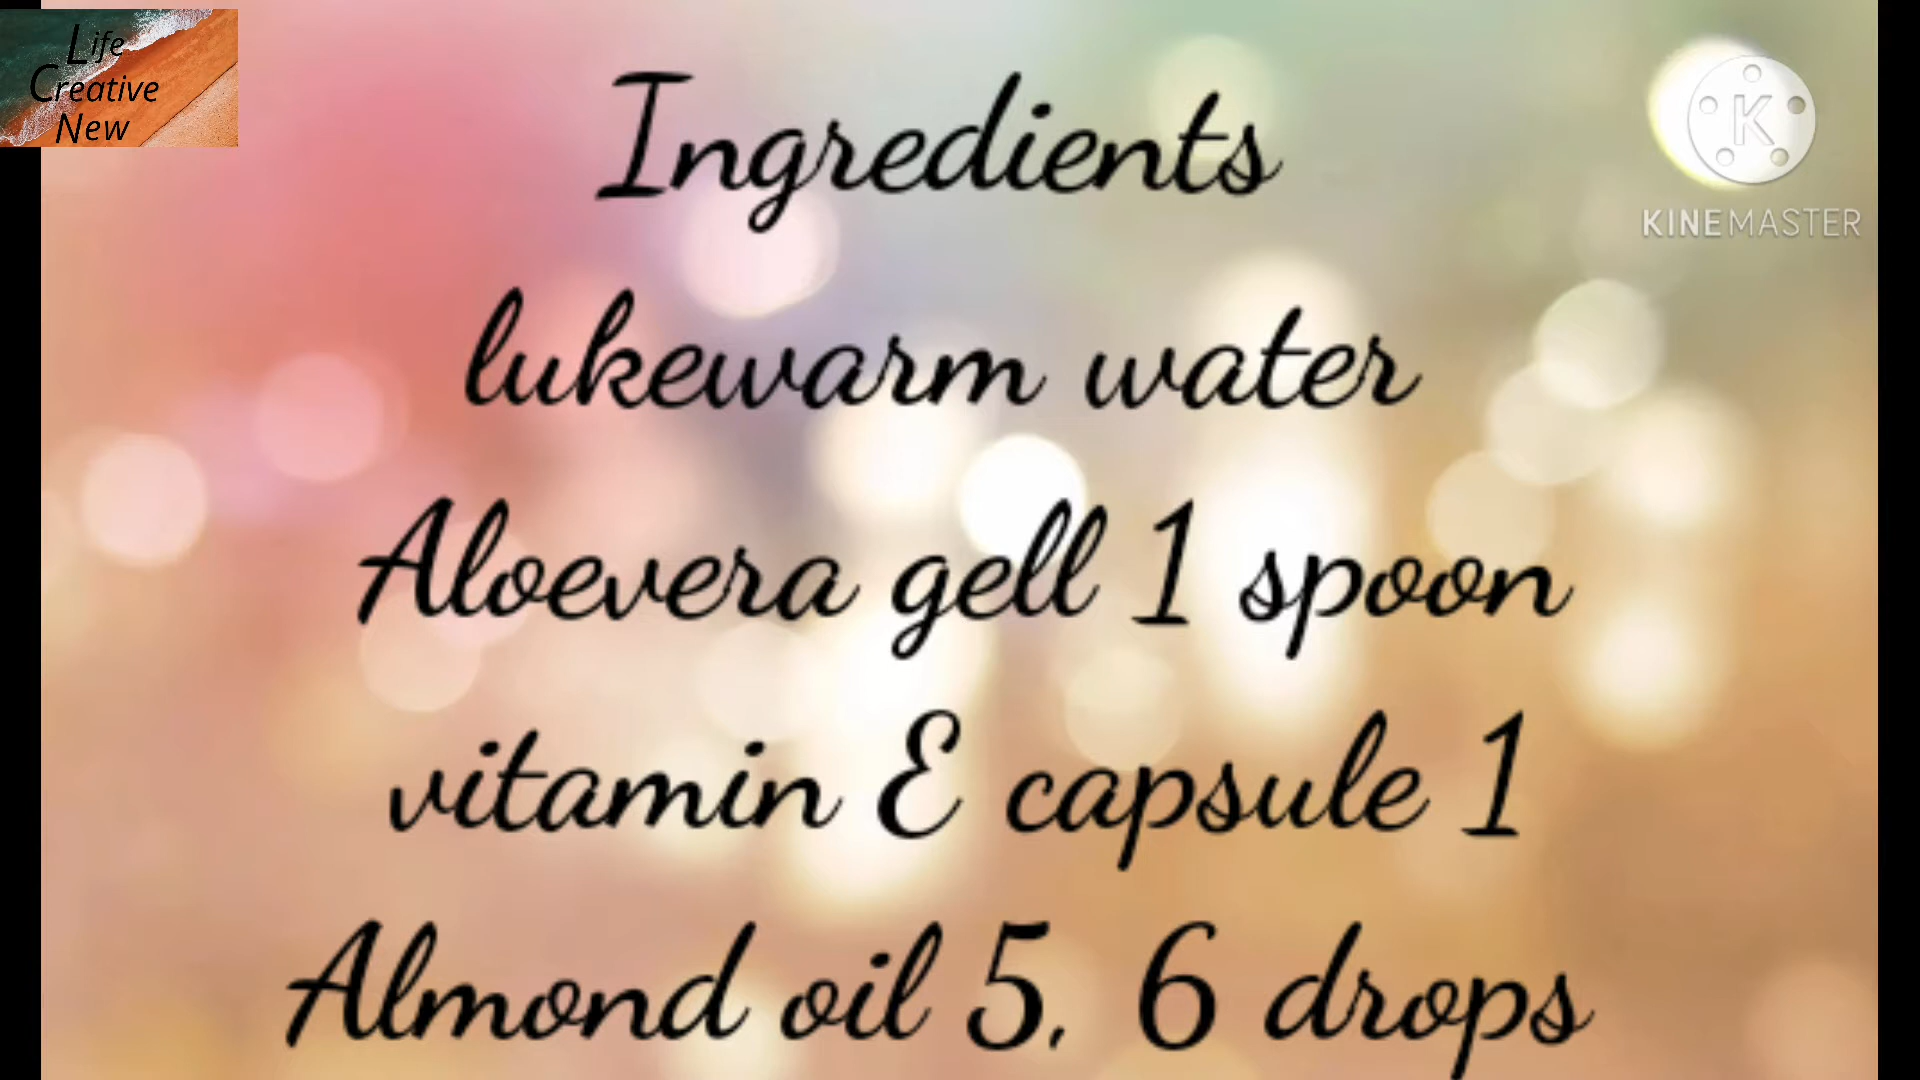 Life
Creative
New
Ingredients
KINEMASTER
lukewarm water
Aloevera gell 1 spoon
vitamin E capsule 1
Almond oil 5, 6 drops